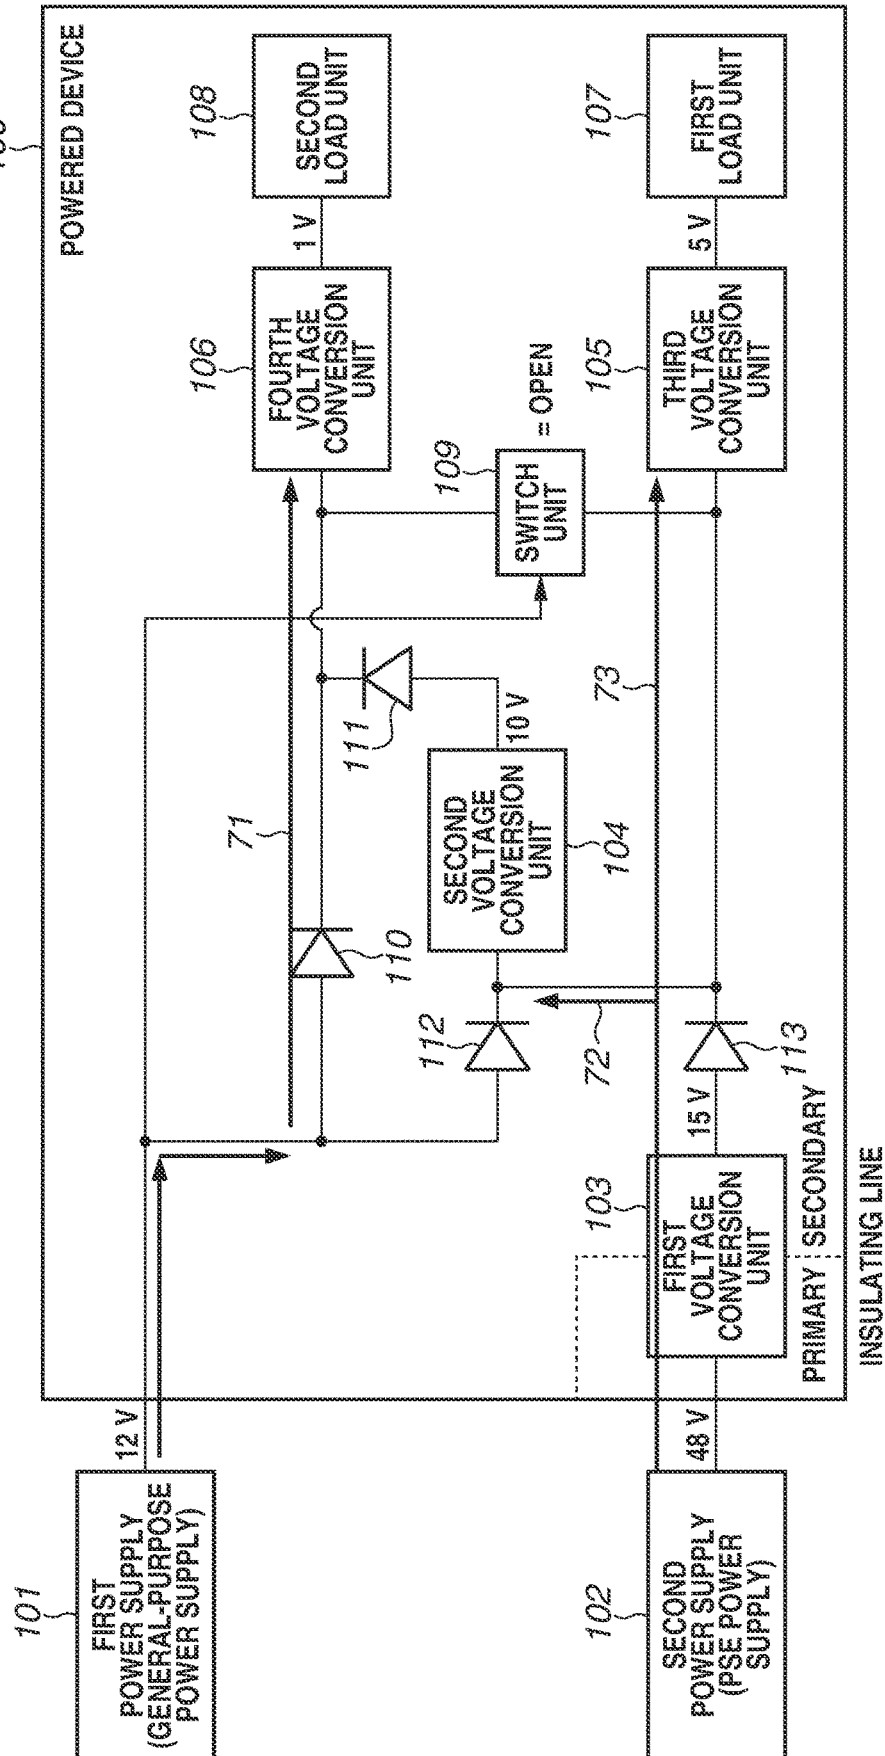 POWERED DEVICE
101
FIRST
POWER SUPPLY
(GENERAL-PURPOSE
POWER SUPPLY)
12 V
71
110
111
106
FOURTH
VOLTAGE
CONVERSION
UNIT
1 V
108
SECOND
LOAD UNIT
112
SECOND
VOLTAGE
CONVERSION
UNIT
104
10 V
109
SWITCH
UNIT
= OPEN
102
SECOND
POWER SUPPLY
(PSE POWER
SUPPLY)
48 V
103
FIRST
VOLTAGE
CONVERSION
UNIT
15 V
72
113
73
105
THIRD
VOLTAGE
CONVERSION
UNIT
5 V
107
FIRST
LOAD UNIT
PRIMARY
SECONDARY
INSULATING LINE